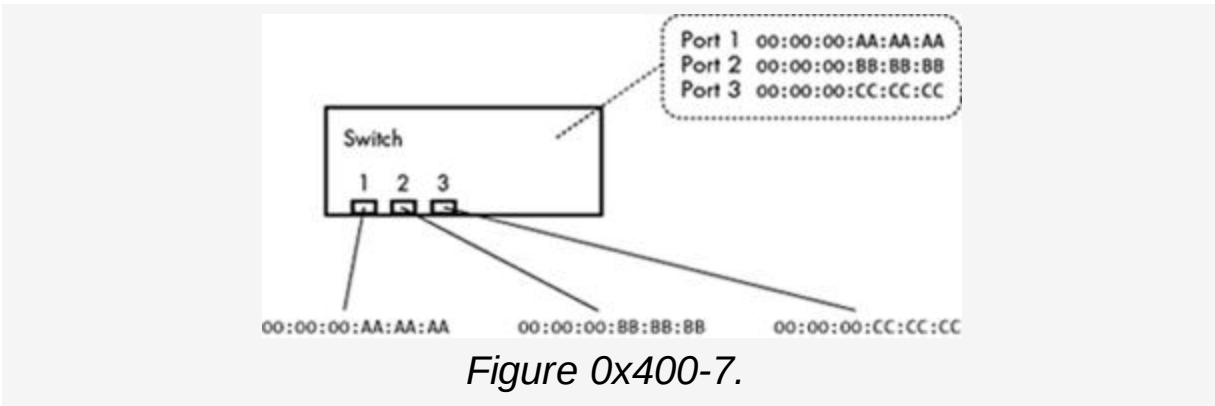 Port 1 00:00:00:AA:AA:AA
Port 2 00:00:00:BB:BB:BB
Port 3 00:00:00:CC:CC:CC
Switch
1 2 3
00:00:00:AA:AA:AA 00:00:00:BB:BB:BB 00:00:00:CC:CC:CC
Figure 0x400-7.